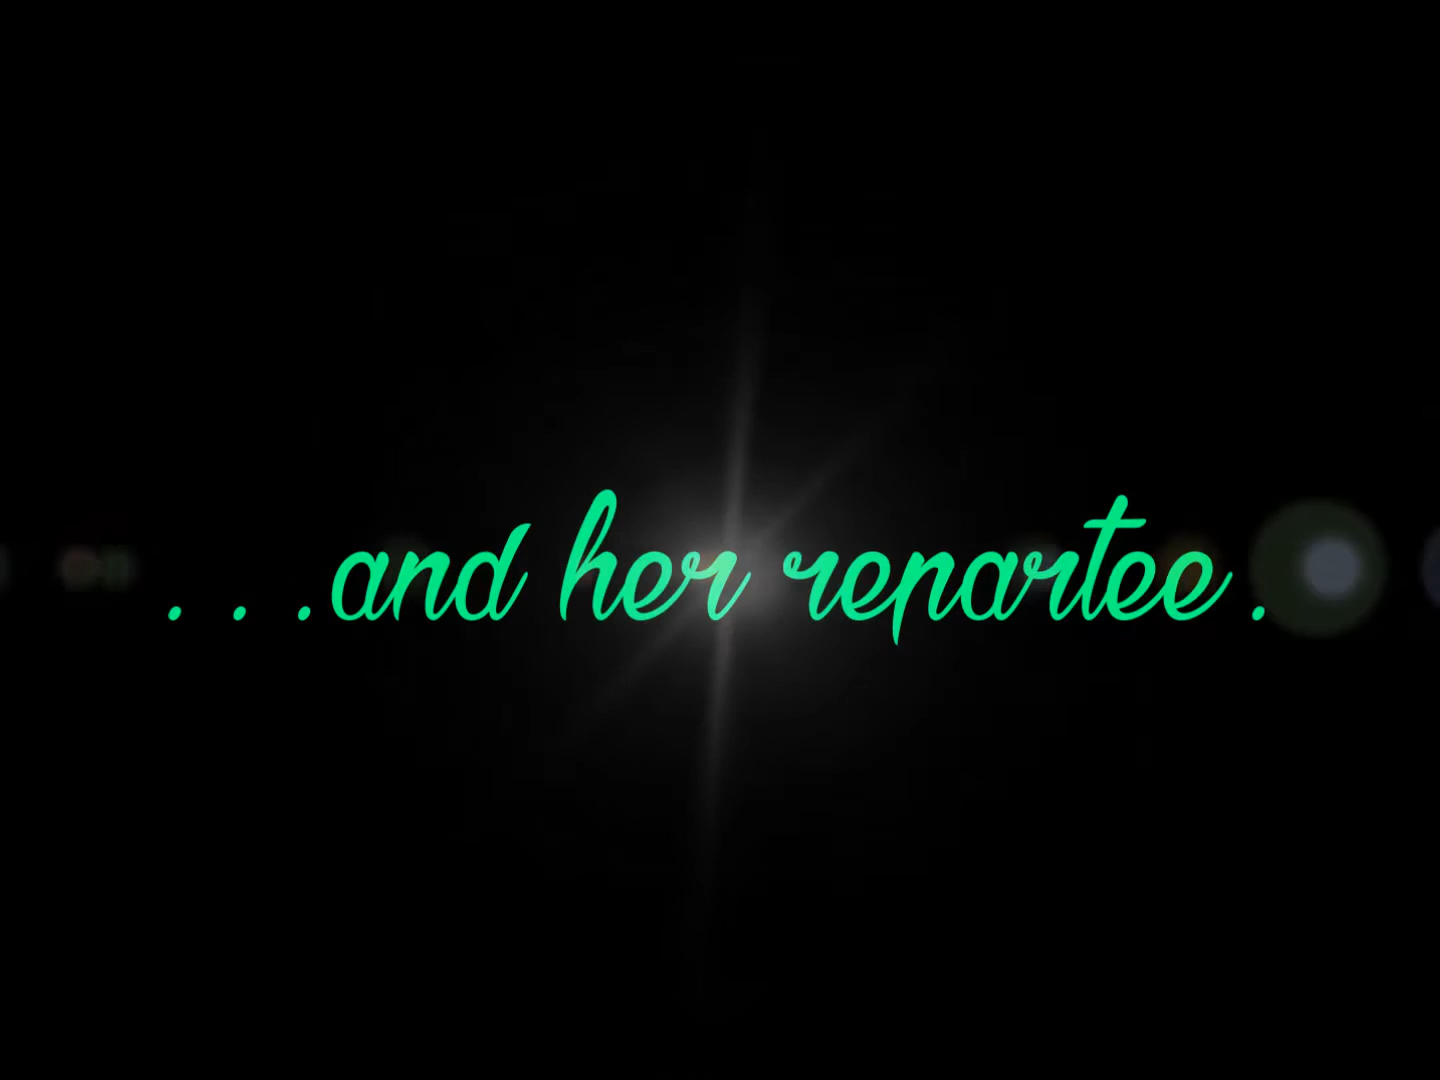 . . .and her repartee.